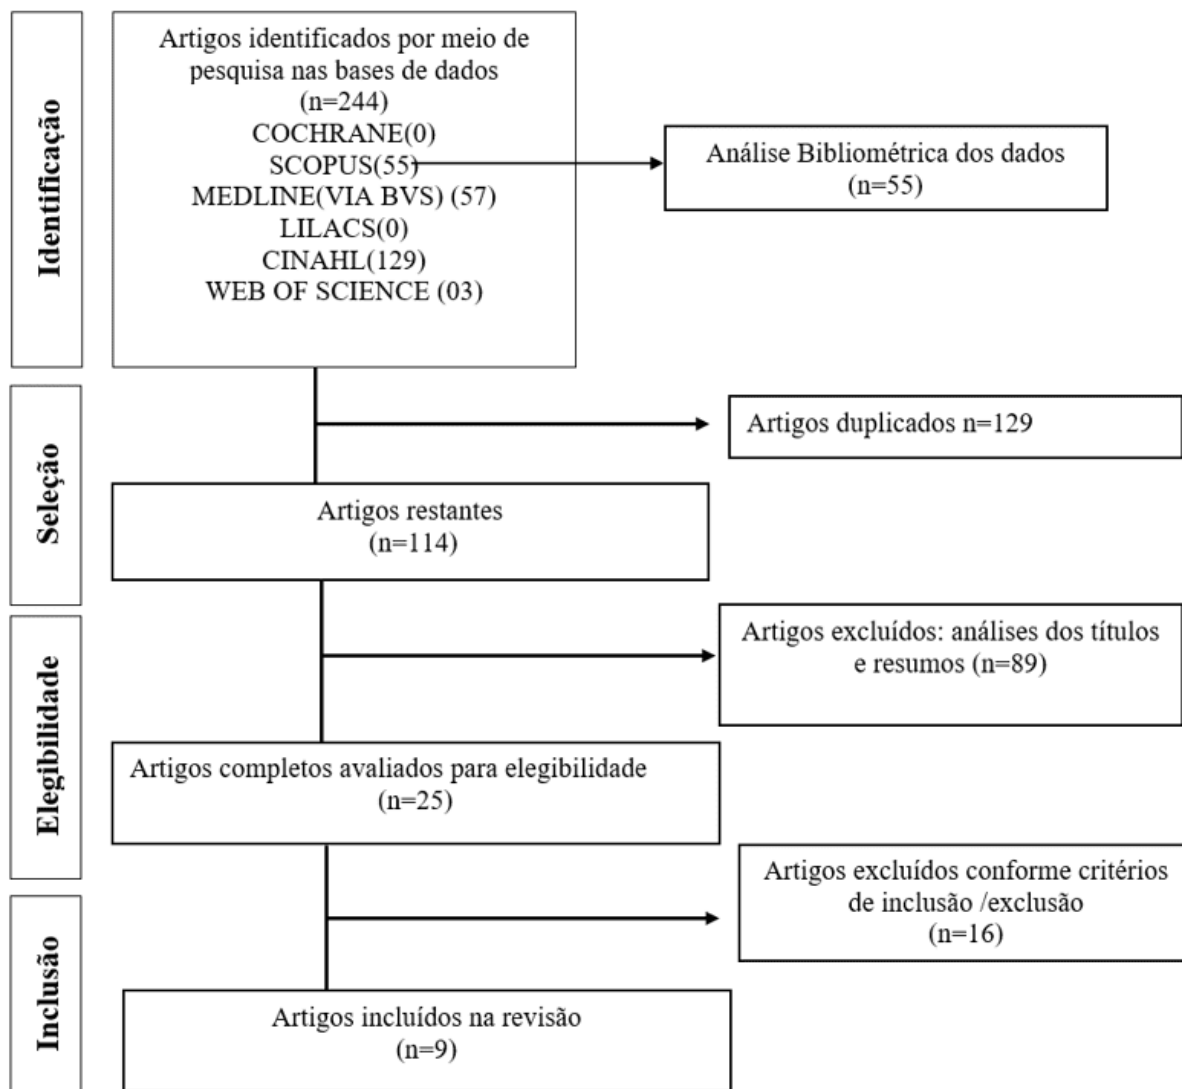 Identificação
Artigos identificados por meio de
pesquisa nas bases de dados
(n=244)
COCHRANE(0)
SCOPUS(55)
MEDLINE(VIA BVS) (57)
LILACS(0)
CINAHL(129)
WEB OF SCIENCE (03)
Análise Bibliométrica dos dados
(n=55)
Seleção
Artigos duplicados n=129
Artigos restantes
(n=114)
Elegibilidade
Artigos excluídos: análises dos títulos
e resumos (n=89)
Artigos completos avaliados para elegibilidade
(n=25)
Artigos excluídos conforme critérios
de inclusão /exclusão
(n=16)
Inclusão
Artigos incluídos na revisão
(n=9)